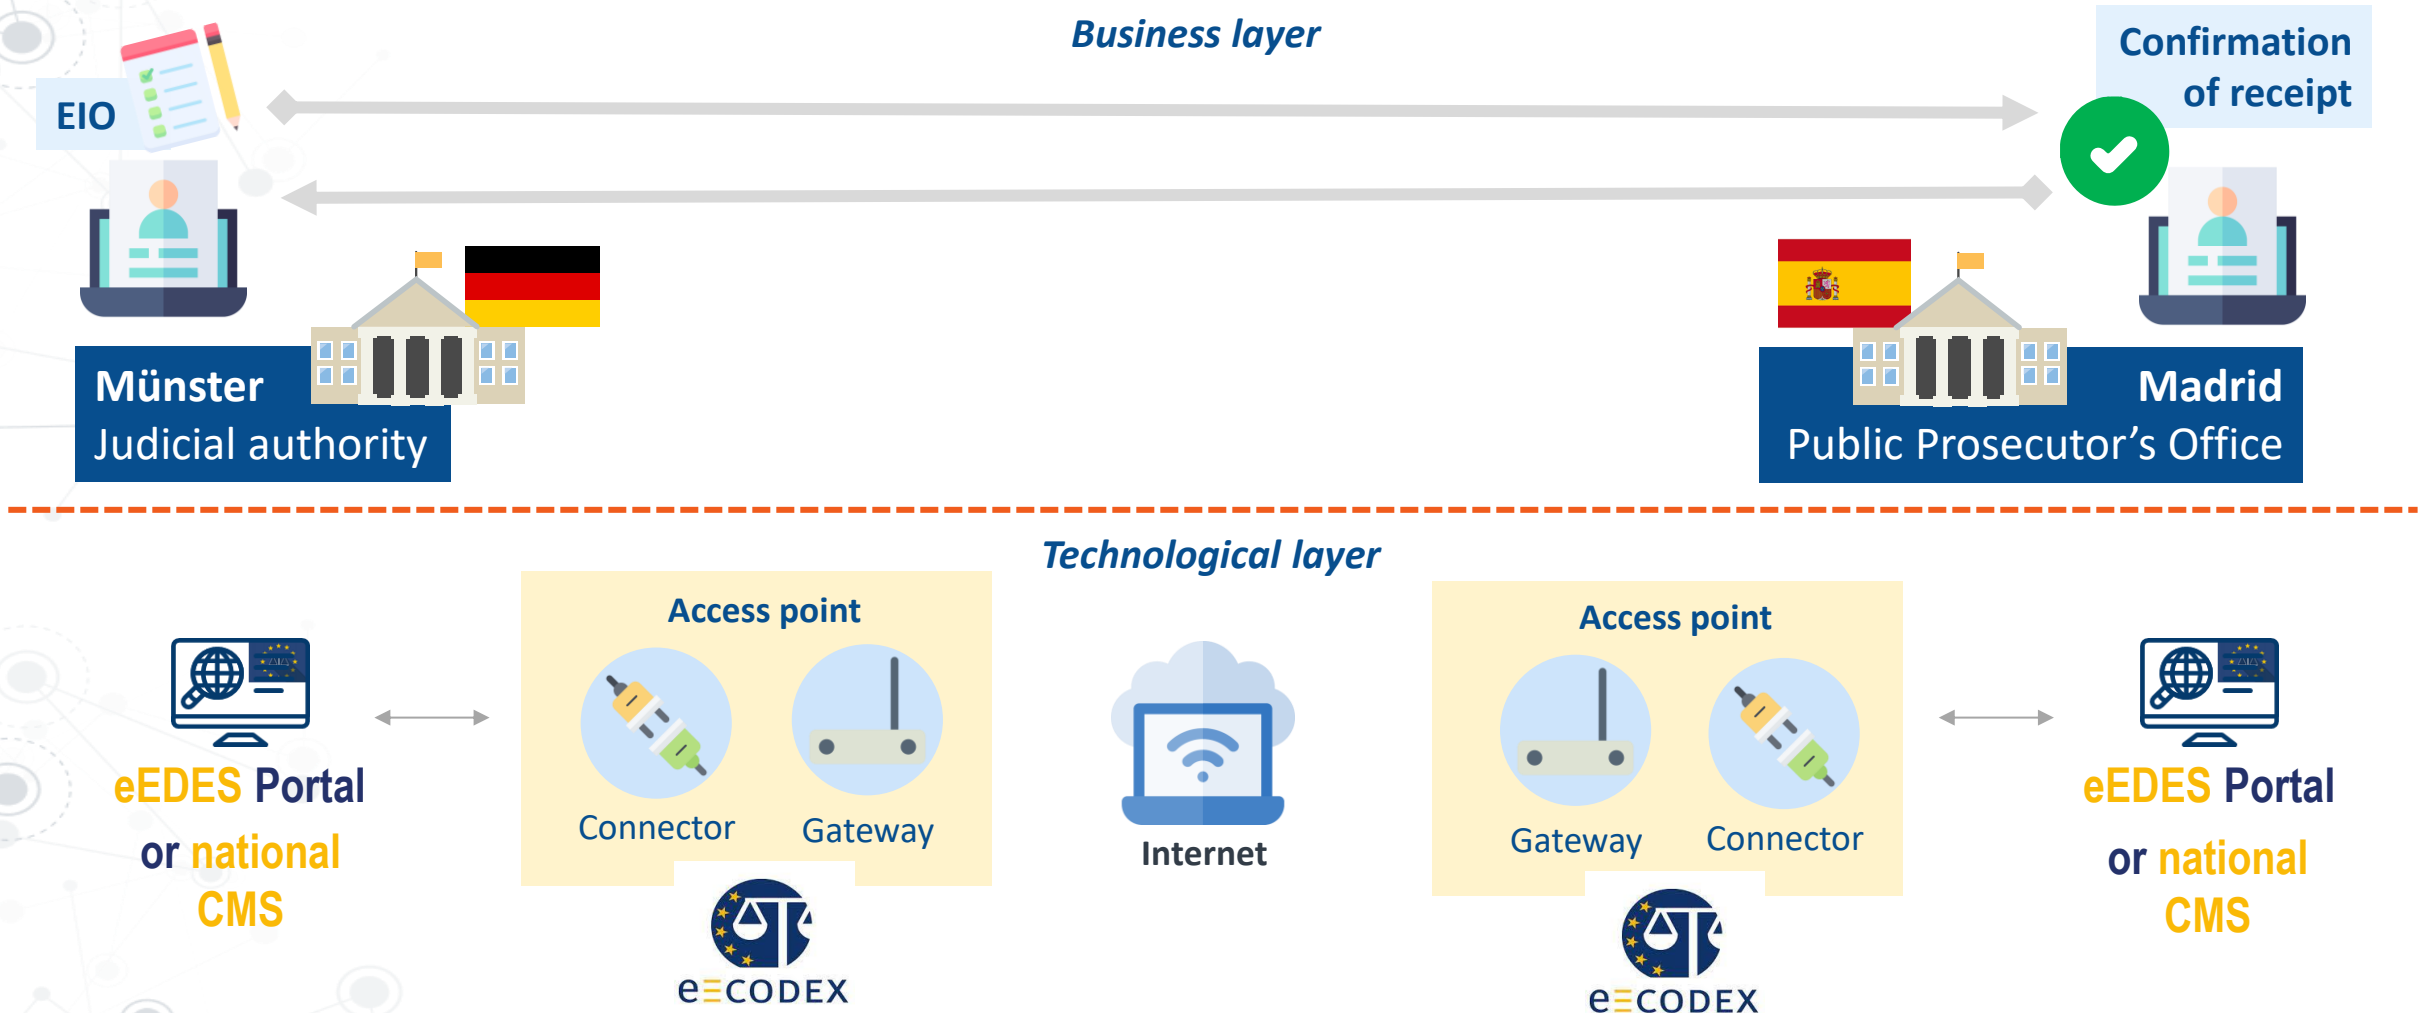 Business layer
EIO
Confirmation
of receipt
Münster
Judicial authority
Madrid
Public Prosecutor's Office
Technological layer
eEDES Portal
or national
CMS
Access point
Connector
Gateway
e-CODEX
Internet
Access point
Gateway
Connector
e-CODEX
eEDES Portal
or national
CMS